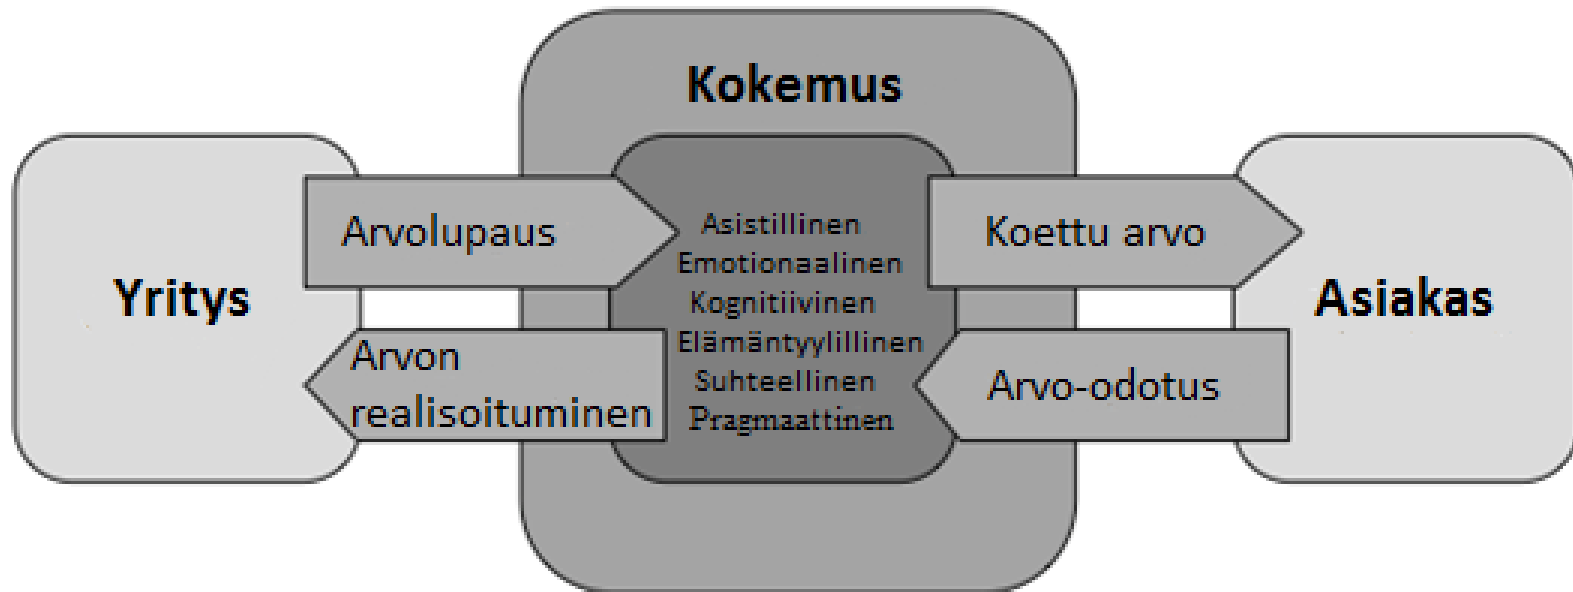 Kokemus
Yritys
Arvolupaus
Arvon
realisoituminen
Asistillinen
Emotionaalinen
Kognitiivinen
Elämäntyylillinen
Suhteellinen
Pragmaattinen
Koettu arvo
Arvo-odotus
Asiakas